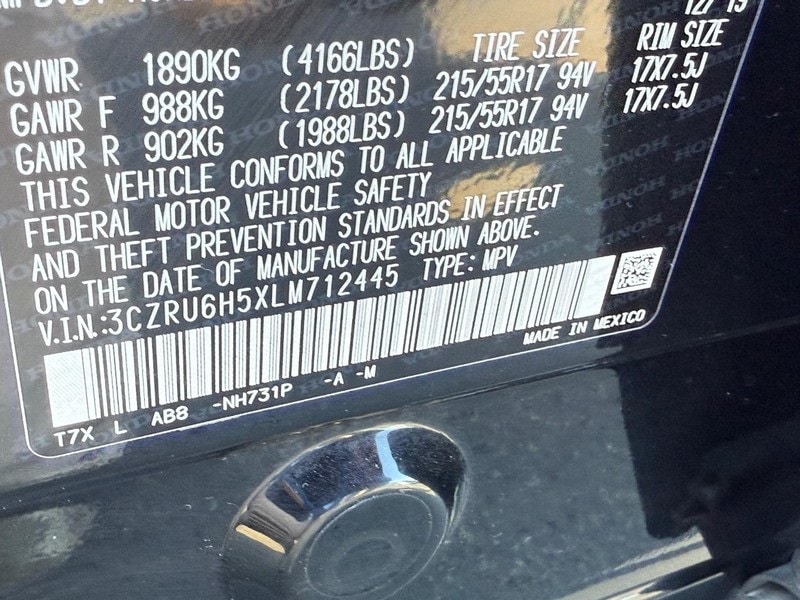 12/19
GVWR 1890KG (4166LBS) TIRE SIZE RIM SIZE
GAWR F 988KG (2178LBS) 215/55R17 94V 17X7.5J
GAWR R 902KG (1988LBS) 215/55R17 94V 17X7.5J
THIS VEHICLE CONFORMS TO ALL APPLICABLE
FEDERAL MOTOR VEHICLE SAFETY
AND THEFT PREVENTION STANDARDS IN EFFECT
ON THE DATE OF MANUFACTURE SHOWN ABOVE.
V.I.N.:3CZRU6H5XLM712445 TYPE: MPV
MADE IN MEXICO
T7X L AB8 -NH731P -A -M